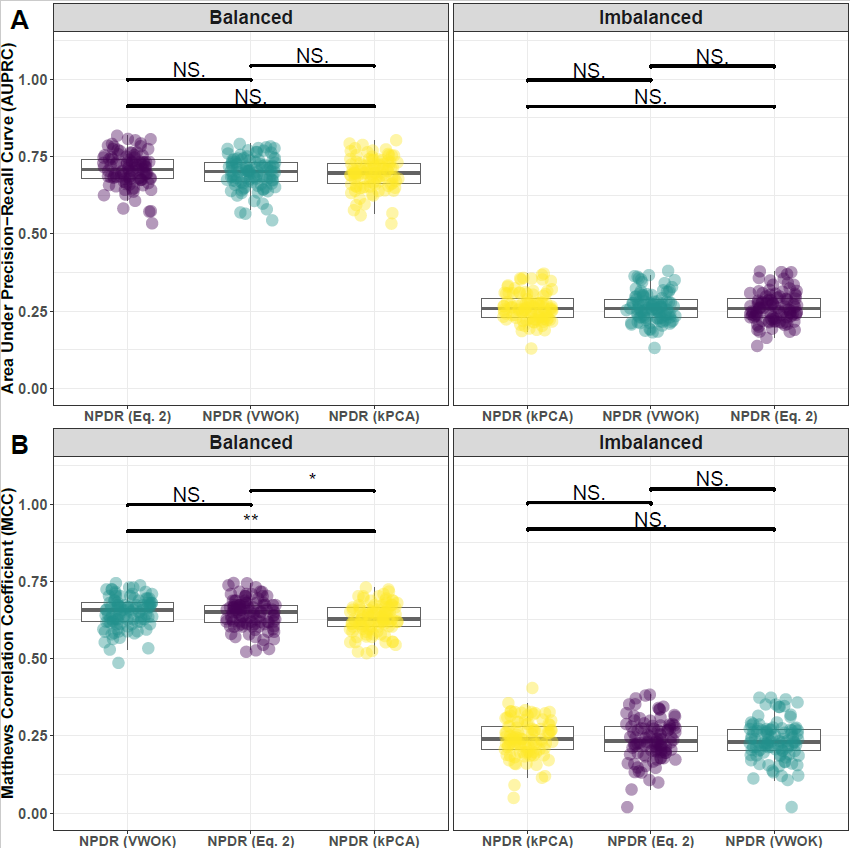 A
Balanced
Imbalanced
Area Under Precision−Recall Curve (AUPRC)
1.00
0.75
0.50
0.25
0.00
NS.
NS.
NS.
NS.
NS.
NS.
NPDR (Eq. 2)
NPDR (VWOK)
NPDR (kPCA)
NPDR (kPCA)
NPDR (VWOK)
NPDR (Eq. 2)
B
Balanced
Imbalanced
Matthews Correlation Coefficient (MCC)
1.00
0.75
0.50
0.25
0.00
*
NS.
**
NS.
NS.
NS.
NPDR (VWOK)
NPDR (Eq. 2)
NPDR (kPCA)
NPDR (kPCA)
NPDR (Eq. 2)
NPDR (VWOK)